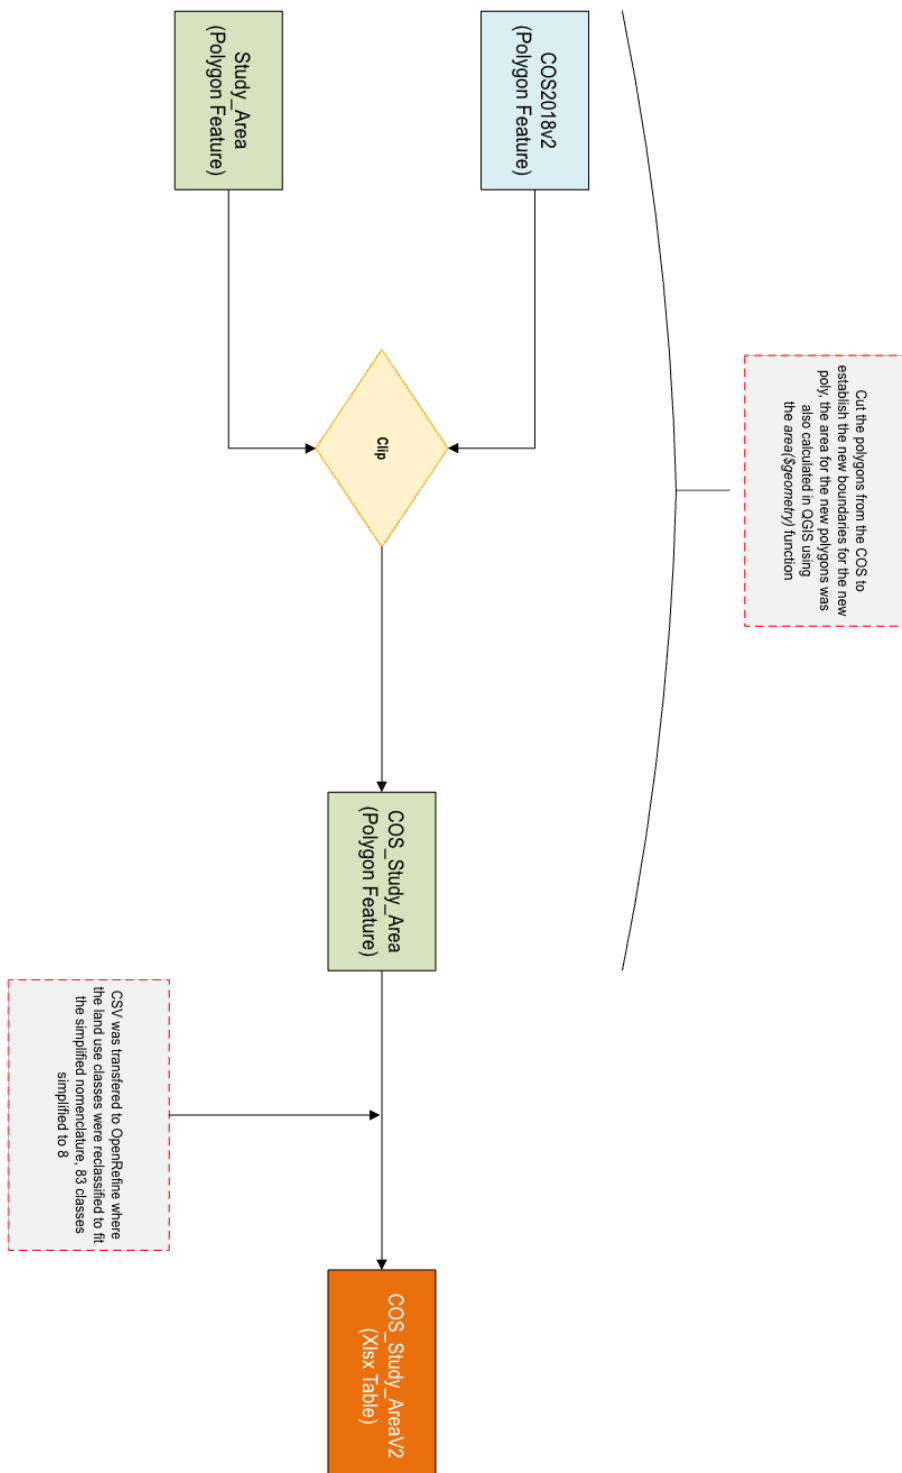 Cut the polygons from the COS to
establish the new boundaries for the new
poly, the area for the new polygons was
also calculated in QGIS using
the area($geometry) function
COS2018v2
(Polygon Feature)
Study_Area
(Polygon Feature)
Clip
COS_Study_Area
(Polygon Feature)
COS_Study_AreaV2
(Xlsx Table)
CSV was transfered to OpenRefine where
the land use classes were reclassified to fit
the simplified nomenclature, 83 classes
simplified to 8